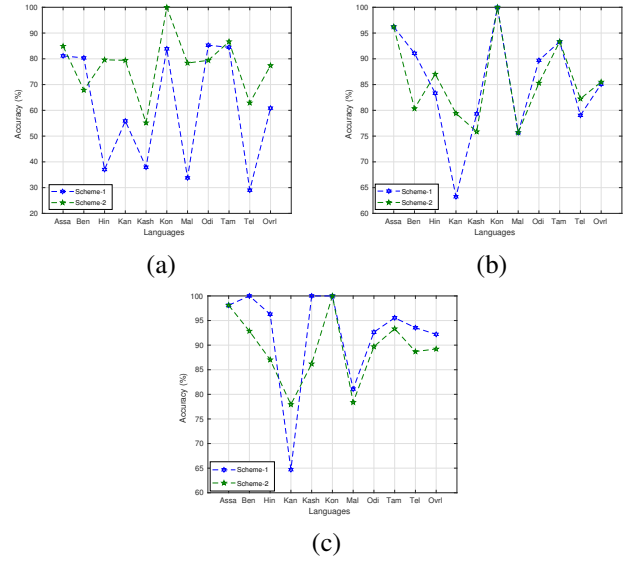 100
90
80
70
60
50
40
30
20
Accuracy (%)
Scheme-1
Scheme-2
Assa Ben Hin Kan Kash Kon Mal Odi Tam Tel Ovrl
Languages
(a)
100
95
90
85
80
75
70
65
60
Accuracy (%)
Scheme-1
Scheme-2
Assa Ben Hin Kan Kash Kon Mal Odi Tam Tel Ovrl
Languages
(b)
100
95
90
85
80
75
70
65
60
Accuracy (%)
Scheme-1
Scheme-2
Assa Ben Hin Kan Kash Kon Mal Odi Tam Tel Ovrl
Languages
(c)